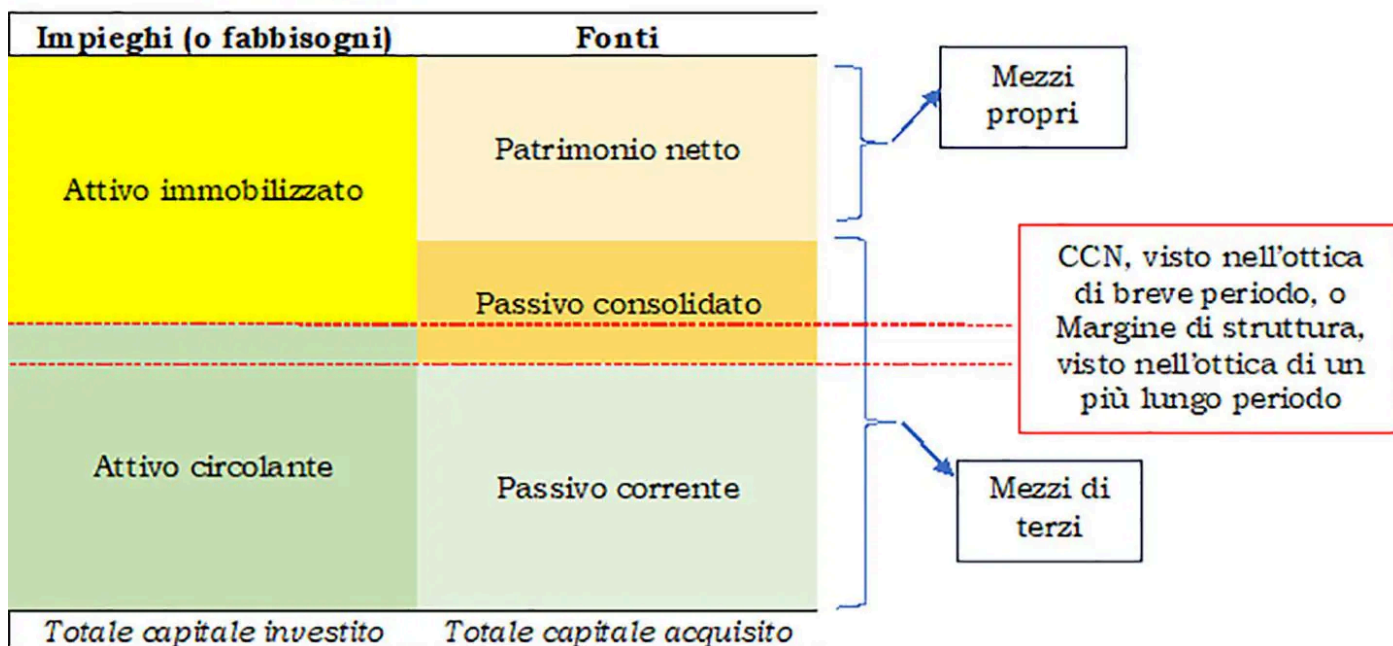 Impieghi (o fabbisogni)
Fonti
Mezzi
propri
Patrimonio netto
Attivo immobilizzato
CCN, visto nell'ottica
di breve periodo, o
Margine di struttura,
visto nell'ottica di un
più lungo periodo
Passivo consolidato
Attivo circolante
Passivo corrente
Mezzi di
terzi
Totale capitale investito
Totale capitale acquisito